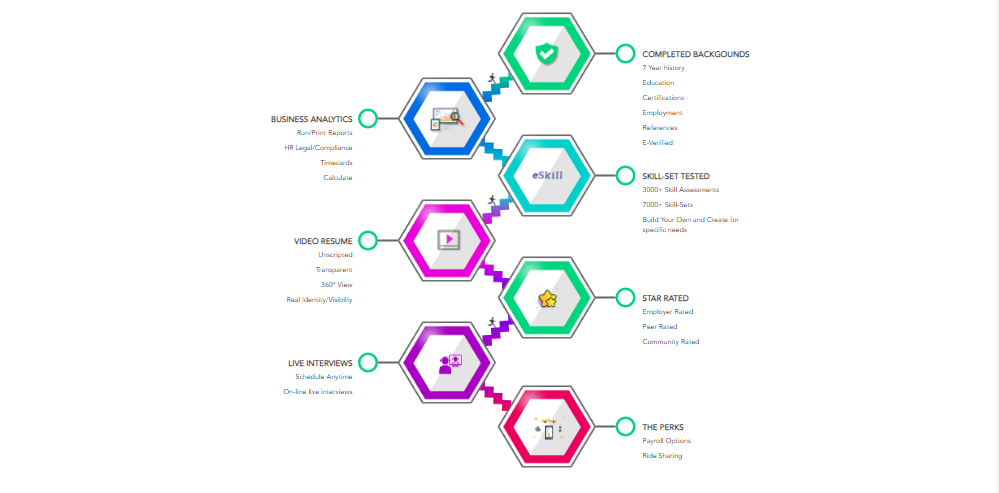 COMPLETED BACKGOUNDS
7 Year history
Education
Certifications
Employment
References
E-Verified
BUSINESS ANALYTICS
Run/Print Reports
HR Legal/Compliance
Timecards
Calculate
eSkill
SKILL-SET TESTED
3000+ Skill Assessments
7000+ Skill-Sets
Build Your Own and Create for
specific needs
VIDEO RESUME
Unscripted
Transparent
360° View
Real Identity/Visibilty
STAR RATED
Employer Rated
Peer Rated
Community Rated
LIVE INTERVIEWS
Schedule Anytime
On-line live interviews
THE PERKS
Payroll Options
Ride Sharing